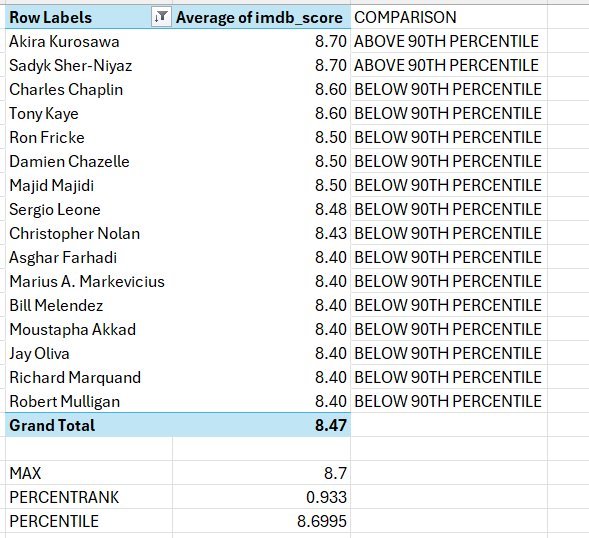 Row Labels Average of imdb_score COMPARISON
Akira Kurosawa 8.70 ABOVE 90TH PERCENTILE
Sadyk Sher-Niyaz 8.70 ABOVE 90TH PERCENTILE
Charles Chaplin 8.60 BELOW 90TH PERCENTILE
Tony Kaye 8.60 BELOW 90TH PERCENTILE
Ron Fricke 8.50 BELOW 90TH PERCENTILE
Damien Chazelle 8.50 BELOW 90TH PERCENTILE
Majid Majidi 8.50 BELOW 90TH PERCENTILE
Sergio Leone 8.48 BELOW 90TH PERCENTILE
Christopher Nolan 8.43 BELOW 90TH PERCENTILE
Asghar Farhadi 8.40 BELOW 90TH PERCENTILE
Marius A. Markevicius 8.40 BELOW 90TH PERCENTILE
Bill Melendez 8.40 BELOW 90TH PERCENTILE
Moustapha Akkad 8.40 BELOW 90TH PERCENTILE
Jay Oliva 8.40 BELOW 90TH PERCENTILE
Richard Marquand 8.40 BELOW 90TH PERCENTILE
Robert Mulligan 8.40 BELOW 90TH PERCENTILE
Grand Total 8.47
MAX 8.7
PERCENTRANK 0.933
PERCENTILE 8.6995